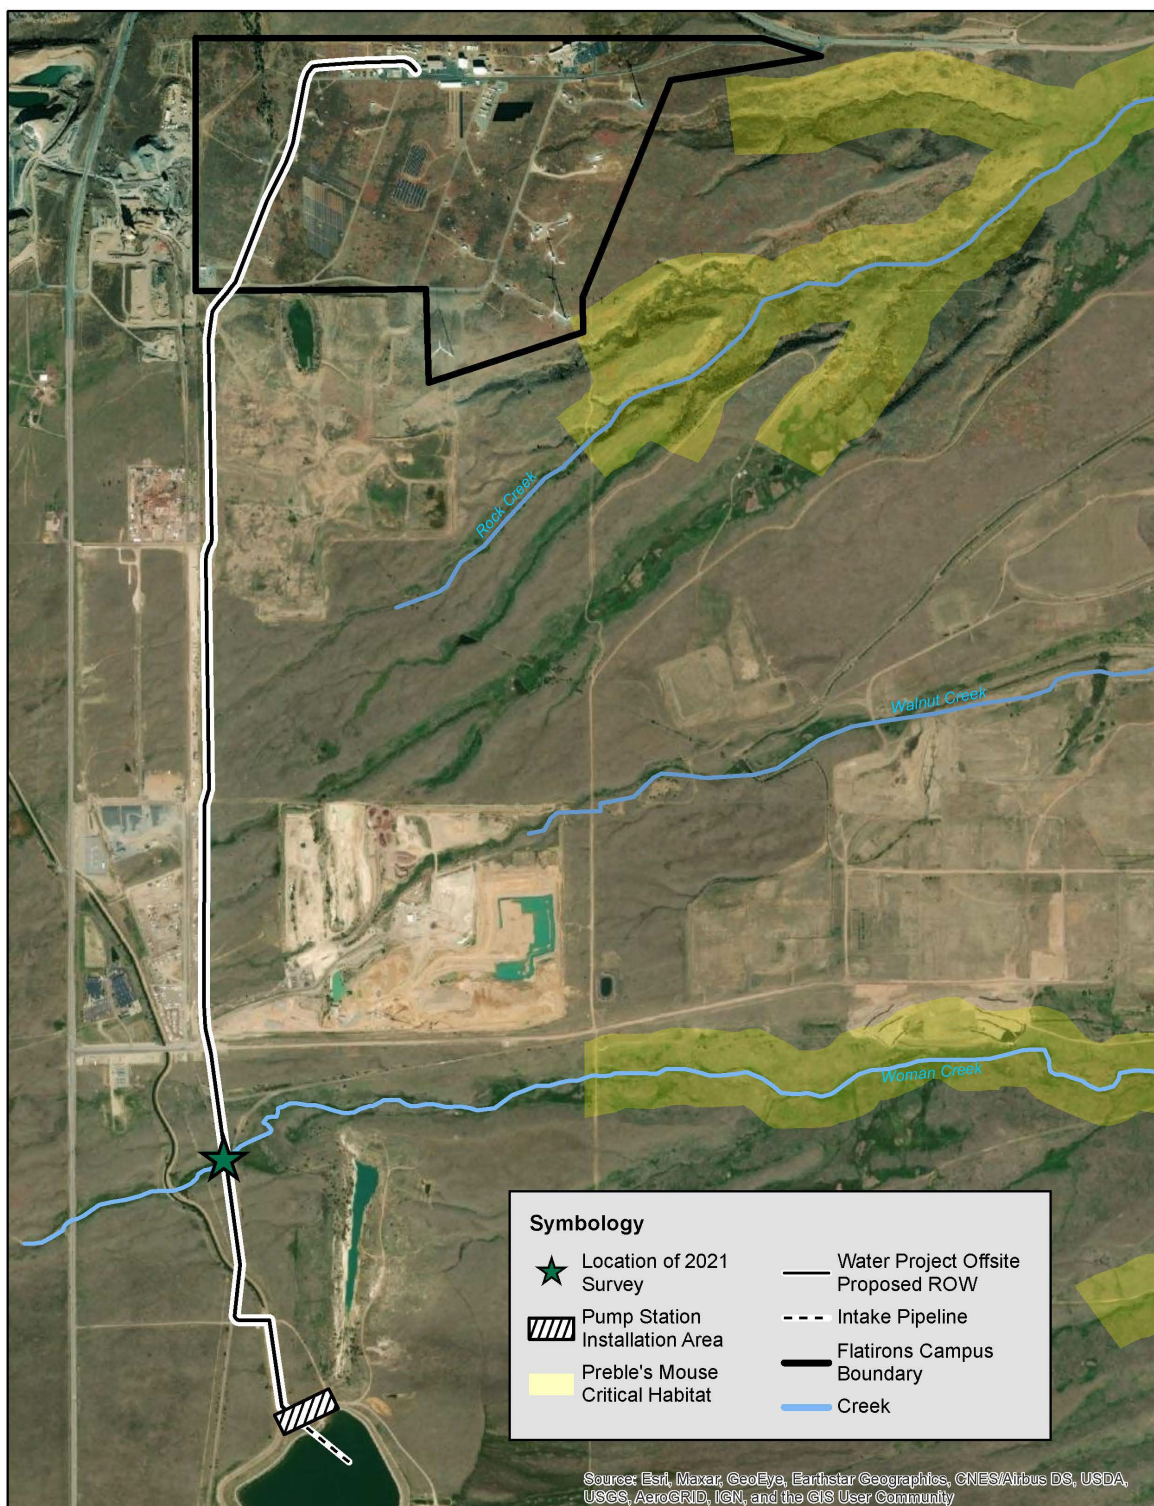 Rock Creek
Walnut Creek
Woman Creek
Symbology
Location of 2021
Survey
Pump Station
Installation Area
Preble's Mouse
Critical Habitat
Water Project Offsite
Proposed ROW
Intake Pipeline
Flatirons Campus
Boundary
Creek
Source: Esri, Maxar, GeoEye, Earthstar Geographics, CNES/Airbus DS, USDA,
USGS, AeroGRID, IGN, and the GIS User Community